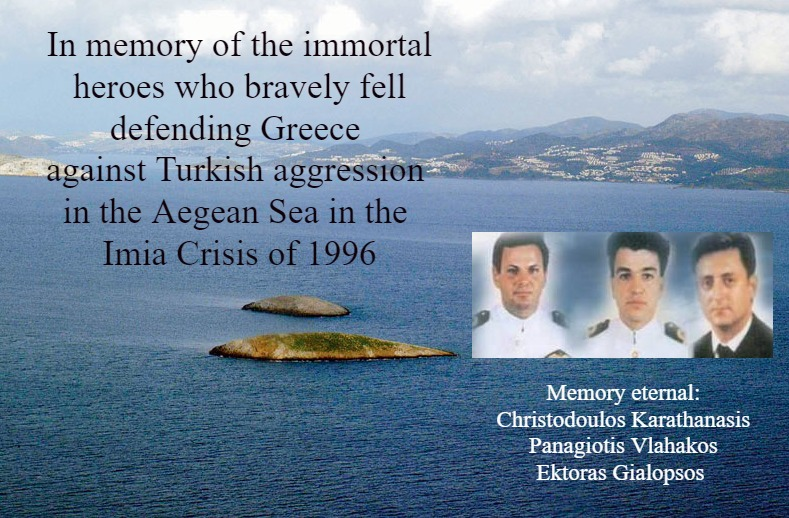 In memory of the immortal
heroes who bravely fell
defending Greece
against Turkish aggression
in the Aegean Sea in the
Imia Crisis of 1996
Memory eternal:
Christodoulos Karathanasis
Panagiotis Vlahakos
Ektoras Gialopsos